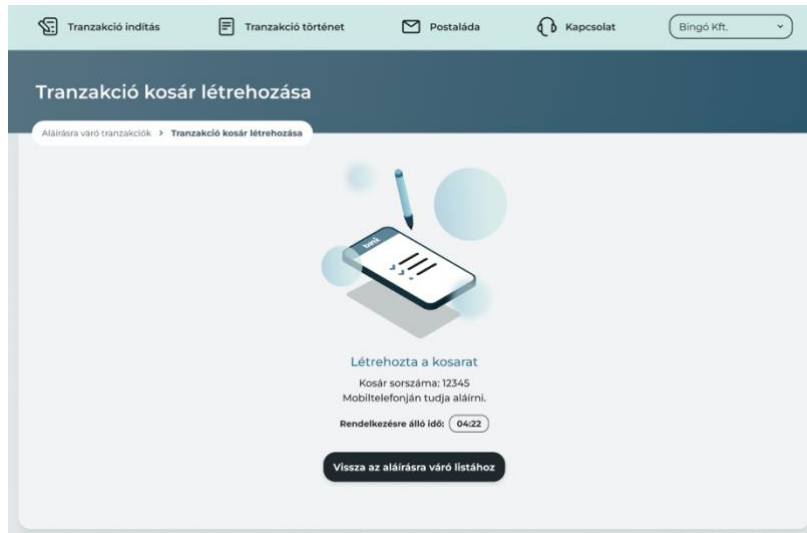 Tranzakció indítás
Tranzakció történet
Postaláda
Kapcsolat
Bingó Kft.
Tranzakció kosár létrehozása
Aláírásra váró tranzakciók > Tranzakció kosár létrehozása
bank
Létrehozta a kosarat
Kosár sorszáma: 12345
Mobiltelefonján tudja aláírni.
Rendelkezésre álló idő: 04:22
Vissza az aláírásra váró listához